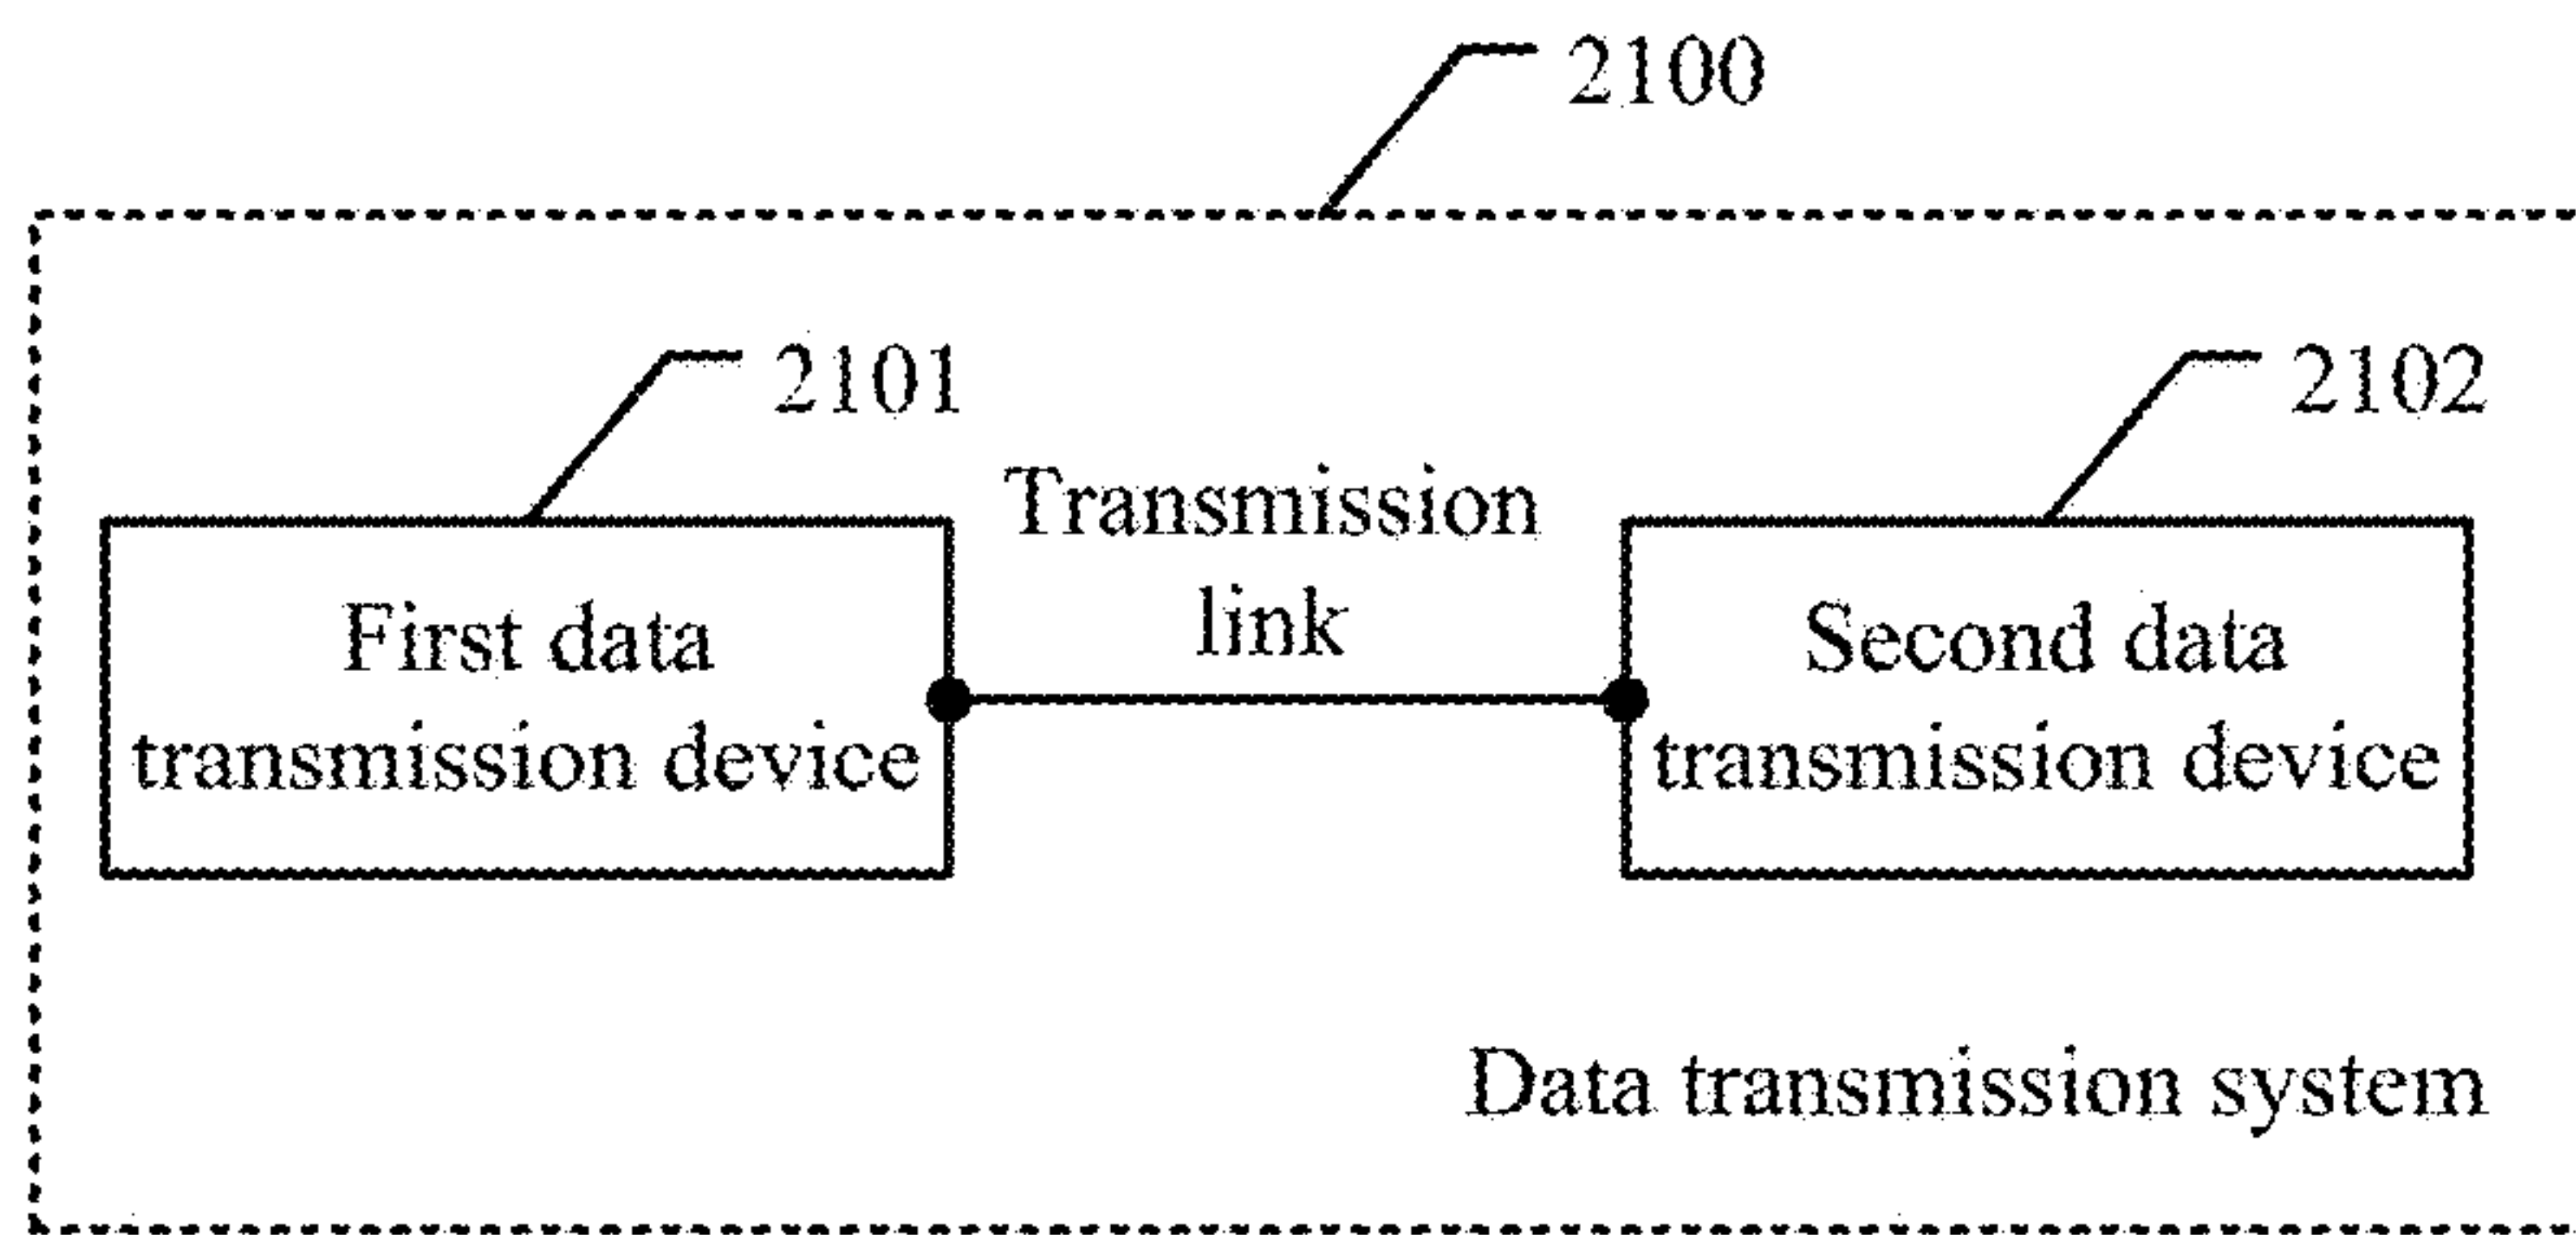 2100
2101
2102
Transmission
link
First data
transmission device
Second data
transmission device
Data transmission system